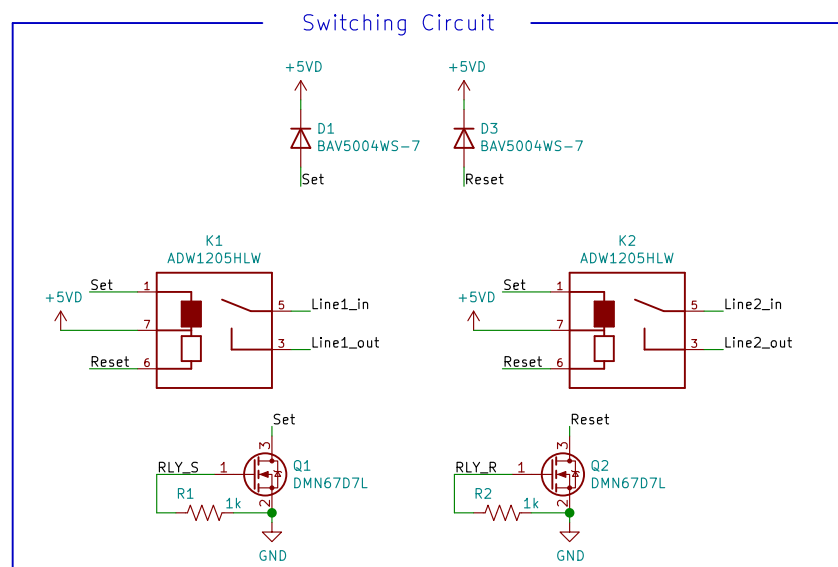 Switching Circuit
+5VD
+5VD
D1
BAV5004WS-7
D3
BAV5004WS-7
Set
Reset
K1
ADW1205HLW
K2
ADW1205HLW
Set
1
+5VD
7
Reset
6
5
Line1_in
3
Line1_out
Set
1
+5VD
7
Reset
6
5
Line2_in
3
Line2_out
Set
3
RLY_S
1
Q1
DMN67D7L
R1
1k
2
GND
Reset
3
RLY_R
1
Q2
DMN67D7L
R2
1k
2
GND